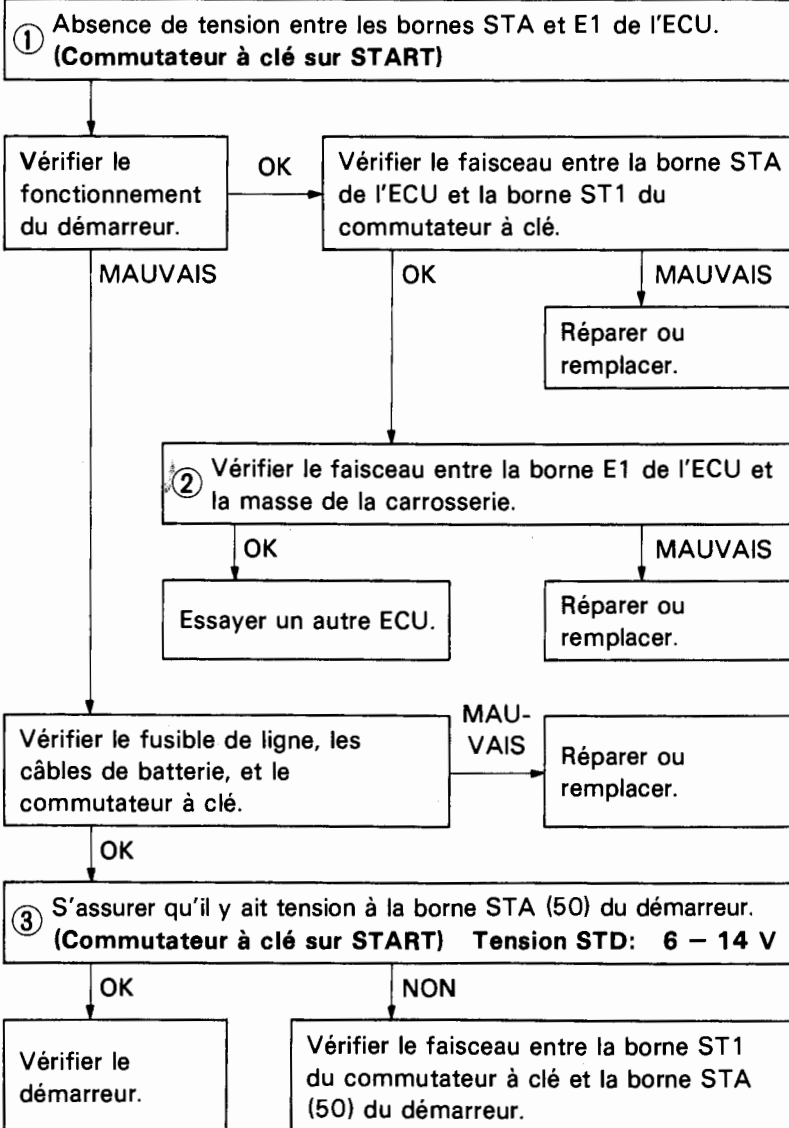 ① Absence de tension entre les bornes STA et E1 de l'ECU.
(Commutateur à clé sur START)
Vérifier le
fonctionnement
du démarreur.
OK
Vérifier le faisceau entre la borne STA
de l'ECU et la borne ST1 du
commutateur à clé.
MAUVAIS
OK
MAUVAIS
Réparer ou
remplacer.
② Vérifier le faisceau entre la borne E1 de l'ECU et
la masse de la carrosserie.
OK
MAUVAIS
Essayer un autre ECU.
Réparer ou
remplacer.
Vérifier le fusible de ligne, les
câbles de batterie, et le
commutateur à clé.
MAU-
VAIS
Réparer ou
remplacer.
OK
③ S'assurer qu'il y ait tension à la borne STA (50) du démarreur.
(Commutateur à clé sur START) Tension STD: 6 – 14 V
OK
NON
Vérifier le
démarreur.
Vérifier le faisceau entre la borne ST1
du commutateur à clé et la borne STA
(50) du démarreur.